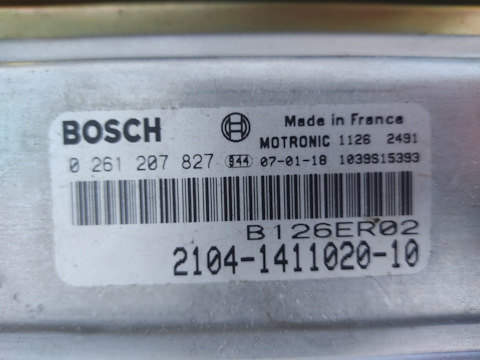 BOSCH
Made in France
MOTRONIC 1126 2491
0 261 207 827 944 07-01-18 1039S15393
B126ER02
2104-1411020-10